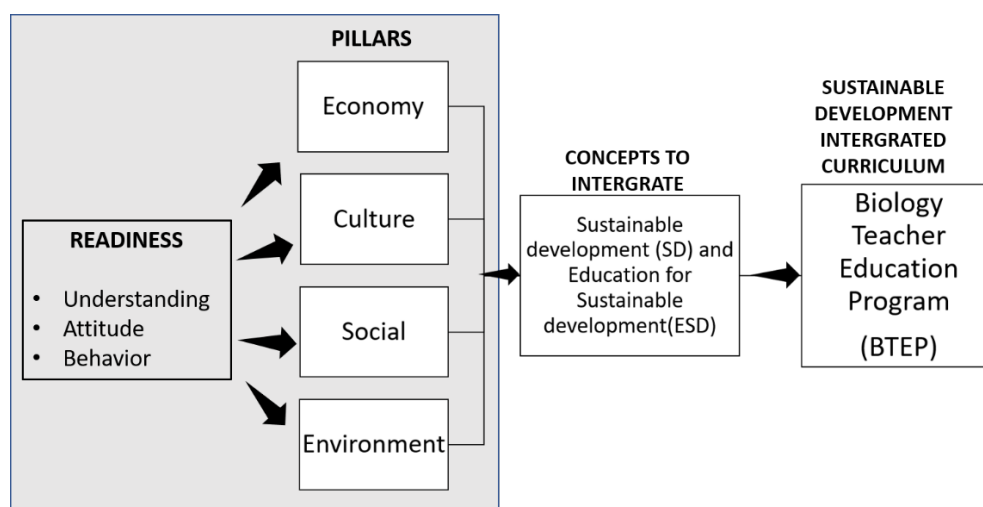 PILLARS
Economy
Culture
Social
Environment
READINESS
• Understanding
• Attitude
• Behavior
CONCEPTS TO
INTERGRATE
Sustainable
development (SD) and
Education for
Sustainable
development(ESD)
SUSTAINABLE
DEVELOPMENT
INTERGRATED
CURRICULUM
Biology
Teacher
Education
Program
(BTEP)